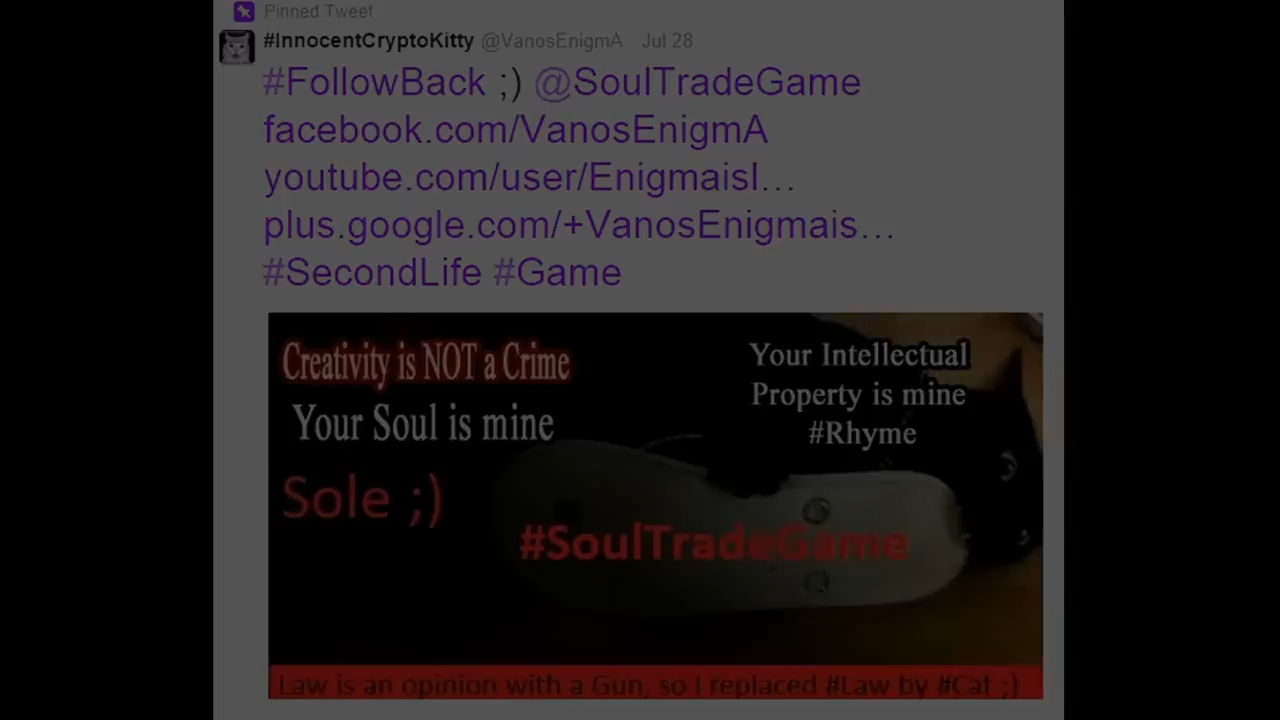 Pinned Tweet
#InnocentCryptoKitty @VanosEnigmA Jul 28
#FollowBack ;) @SoulTradeGame
facebook.com/VanosEnigmA
youtube.com/user/Enigmaisl…
plus.google.com/+VanosEnigmais…
#SecondLife #Game
Creativity is NOT a Crime
Your Soul is mine
Sole ;)
Your Intellectual
Property is mine
#Rhyme
#SoulTradeGame
Law is an opinion with a Gun, so I replaced #Law by #Cat ;)